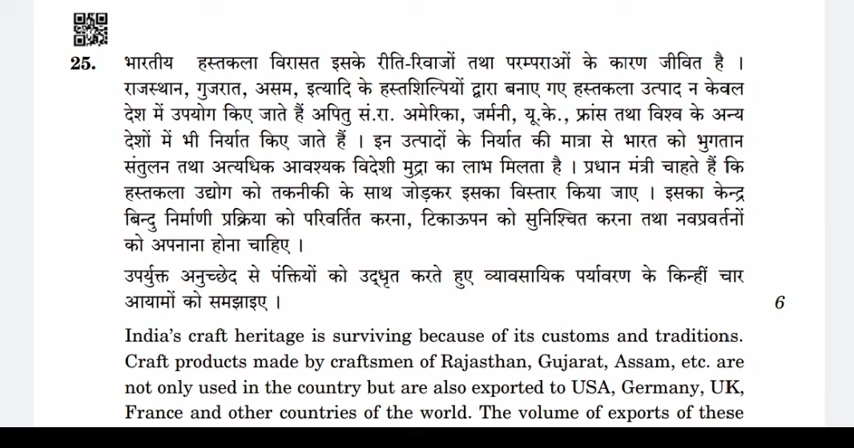 25. भारतीय हस्तकला विरासत इसके रीति-रिवाजों तथा परम्पराओं के कारण जीवित है ।
राजस्थान, गुजरात, असम, इत्यादि के हस्तशिल्पियों द्वारा बनाए गए हस्तकला उत्पाद न केवल
देश में उपयोग किए जाते हैं अपितु सं.रा. अमेरिका, जर्मनी, यू.के., फ्रांस तथा विश्व के अन्य
देशों में भी निर्यात किए जाते हैं । इन उत्पादों के निर्यात की मात्रा से भारत को भुगतान
संतुलन तथा अत्यधिक आवश्यक विदेशी मुद्रा का लाभ मिलता है । प्रधान मंत्री चाहते हैं कि
हस्तकला उद्योग को तकनीकी के साथ जोड़कर इसका विस्तार किया जाए । इसका केन्द्र
बिन्दु निर्माणी प्रक्रिया को परिवर्तित करना, टिकाऊपन को सुनिश्चित करना तथा नवप्रवर्तनों
को अपनाना होना चाहिए ।
उपर्युक्त अनुच्छेद से पंक्तियों को उद्धृत करते हुए व्यावसायिक पर्यावरण के किन्हीं चार
आयामों को समझाइए । 6
India's craft heritage is surviving because of its customs and traditions.
Craft products made by craftsmen of Rajasthan, Gujarat, Assam, etc. are
not only used in the country but are also exported to USA, Germany, UK,
France and other countries of the world. The volume of exports of these